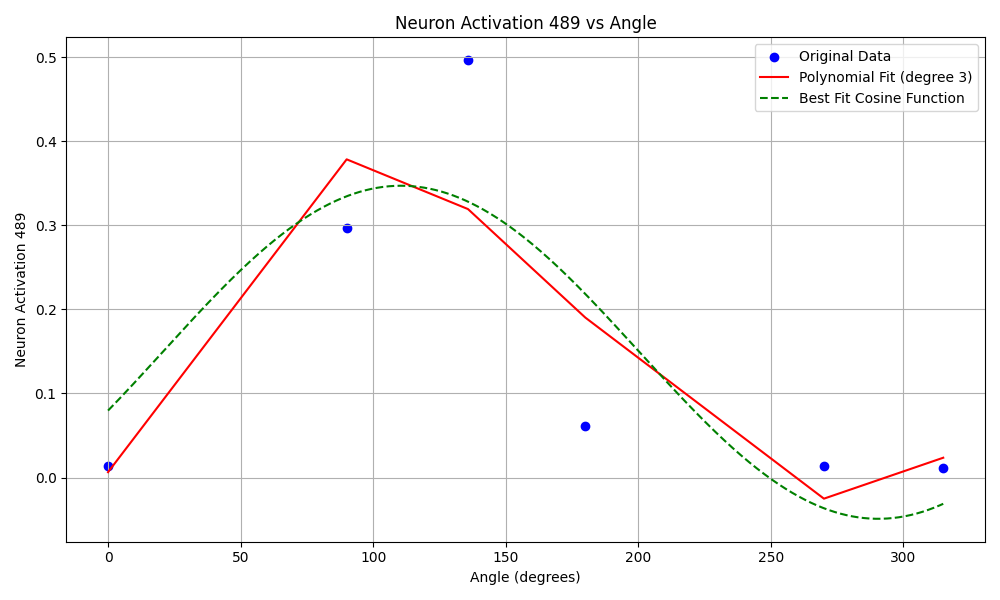 Neuron Activation 489 vs Angle
Original Data
Polynomial Fit (degree 3)
Best Fit Cosine Function
Neuron Activation 489
0.5
0.4
0.3
0.2
0.1
0.0
0 50 100 150 200 250 300
Angle (degrees)